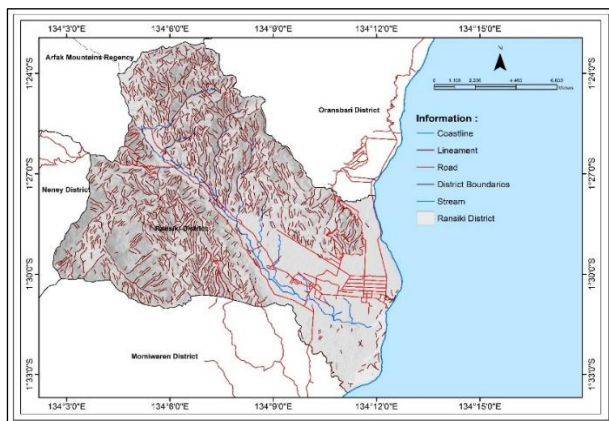 134°3'0"E 134°6'0"E 134°9'0"E 134°12'0"E 134°15'0"E
Arfak Mountains Regency
N
Oransbari District
Information :
Coastline
Lineament
Road
District Boundaries
Stream
Ransiki District
Neney District
Ransiki District
Momiwaren District
1°24'0"S
1°27'0"S
1°30'0"S
1°33'0"S
1°24'0"S
1°27'0"S
1°30'0"S
1°33'0"S
134°3'0"E 134°6'0"E 134°9'0"E 134°12'0"E 134°15'0"E